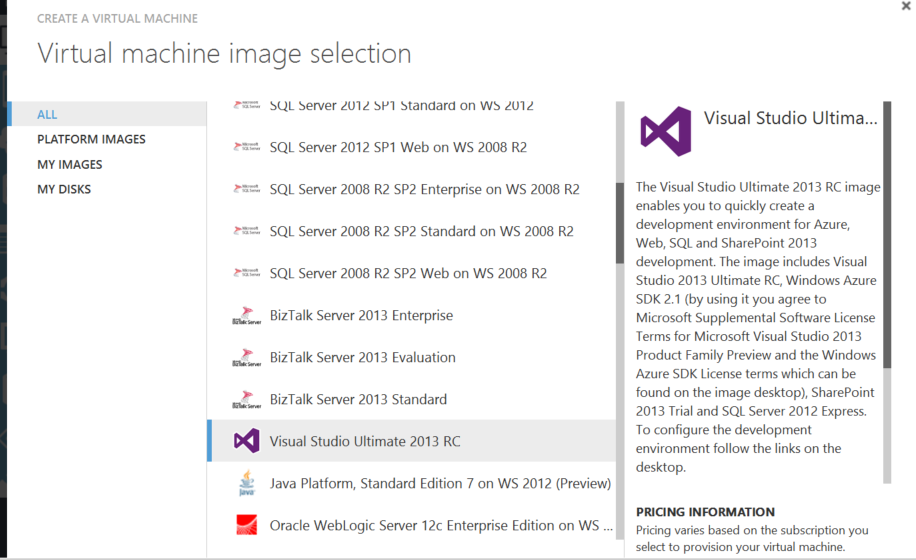 CREATE A VIRTUAL MACHINE
Virtual machine image selection
ALL
PLATFORM IMAGES
MY IMAGES
MY DISKS
SQL Server 2012 SP1 Standard on WS 2012
SQL Server 2012 SP1 Web on WS 2008 R2
SQL Server 2008 R2 SP2 Enterprise on WS 2008 R2
SQL Server 2008 R2 SP2 Standard on WS 2008 R2
SQL Server 2008 R2 SP2 Web on WS 2008 R2
BizTalk Server 2013 Enterprise
BizTalk Server 2013 Evaluation
BizTalk Server 2013 Standard
Visual Studio Ultimate 2013 RC
Java Platform, Standard Edition 7 on WS 2012 (Preview)
Oracle WebLogic Server 12c Enterprise Edition on WS ...
Visual Studio Ultima...
The Visual Studio Ultimate 2013 RC image
enables you to quickly create a
development environment for Azure,
Web, SQL and SharePoint 2013
development. The image includes Visual
Studio 2013 Ultimate RC, Windows Azure
SDK 2.1 (by using it you agree to
Microsoft Supplemental Software License
Terms for Microsoft Visual Studio 2013
Product Family Preview and the Windows
Azure SDK License terms which can be
found on the image desktop), SharePoint
2013 Trial and SQL Server 2012 Express.
To configure the development
environment follow the links on the
desktop.
PRICING INFORMATION
Pricing varies based on the subscription you
select to provision your virtual machine.